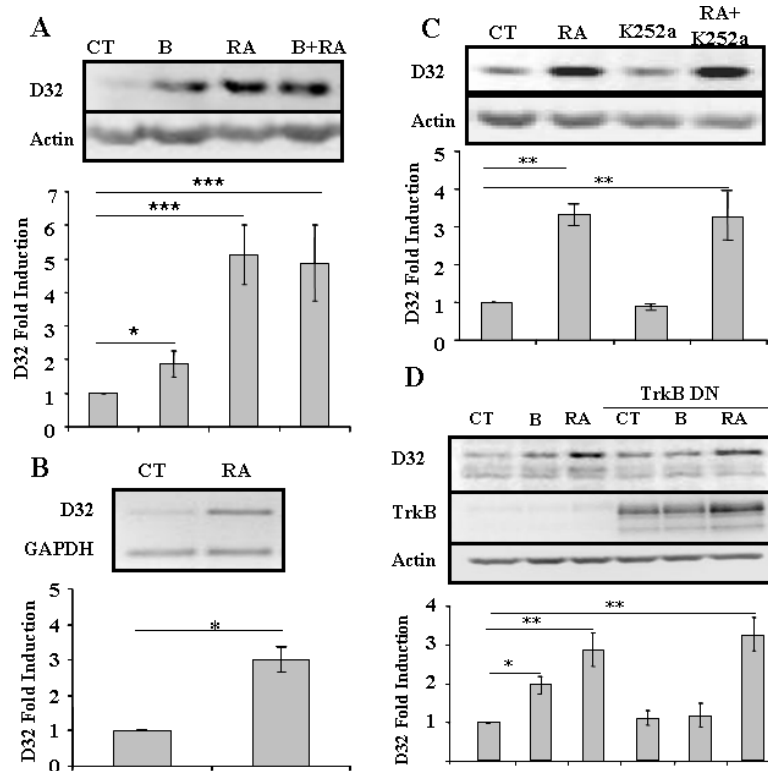 A
CT B RA B+RA
D32
Actin
***
***
*
D32 Fold Induction
7
6
5
4
3
2
1
0
B
CT RA
D32
GAPDH
*
D32 Fold Induction
5
4
3
2
1
0
C
CT RA K252a RA+
K252a
D32
Actin
**
**
D32 Fold Induction
5
4
3
2
1
0
D
TrkB DN
CT B RA CT B RA
D32
TrkB
Actin
**
**
*
D32 Fold Induction
4
3
2
1